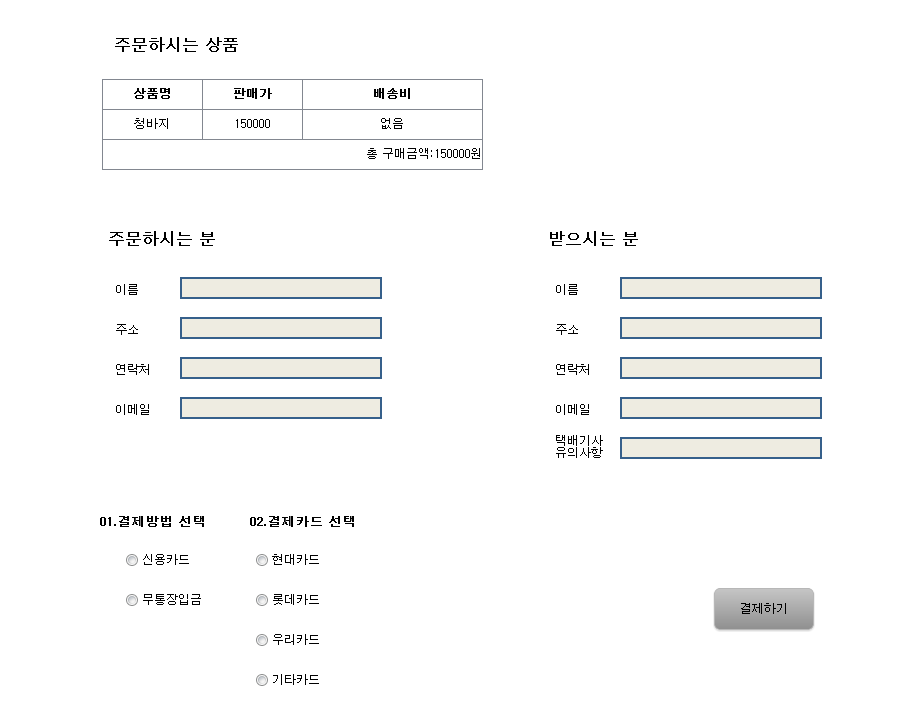 주문하시는 상품
상품명 판매가 배송비
청바지 150000 없음
총 구매금액:150000원
주문하시는 분
이름
주소
연락처
이메일
받으시는 분
이름
주소
연락처
이메일
택배기사
유의사항
01.결제방법 선택
신용카드
무통장입금
02.결제카드 선택
현대카드
롯데카드
우리카드
기타카드
결제하기